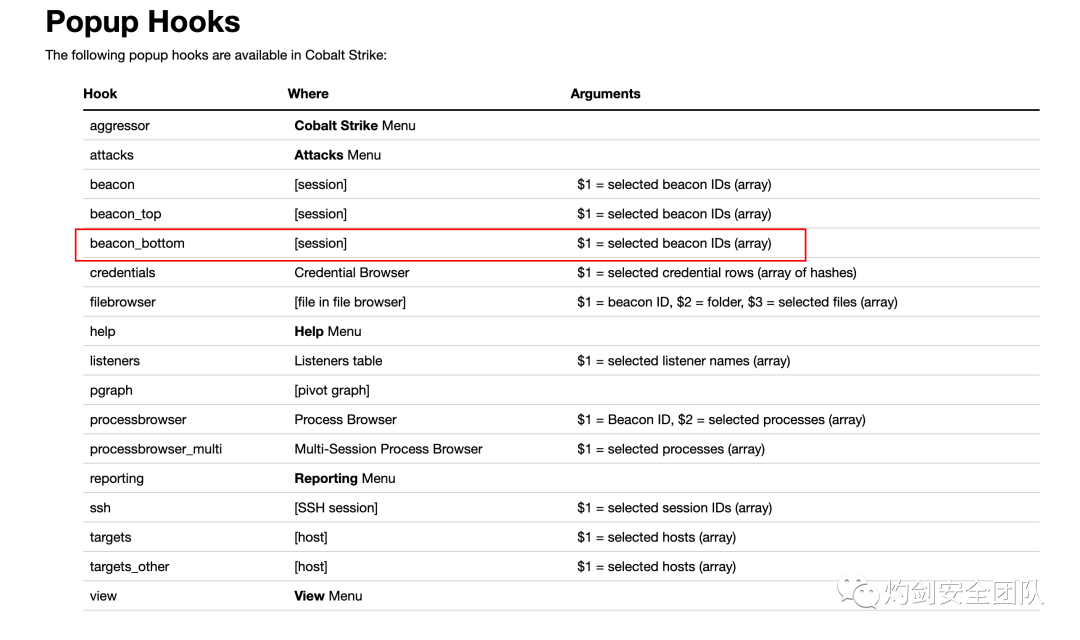 Popup Hooks
The following popup hooks are available in Cobalt Strike:
Hook Where Arguments
aggressor Cobalt Strike Menu
attacks Attacks Menu
beacon [session] $1 = selected beacon IDs (array)
beacon_top [session] $1 = selected beacon IDs (array)
beacon_bottom [session] $1 = selected beacon IDs (array)
credentials Credential Browser $1 = selected credential rows (array of hashes)
filebrowser [file in file browser] $1 = beacon ID, $2 = folder, $3 = selected files (array)
help Help Menu
listeners Listeners table $1 = selected listener names (array)
pgraph [pivot graph]
processbrowser Process Browser $1 = Beacon ID, $2 = selected processes (array)
processbrowser_multi Multi-Session Process Browser $1 = selected processes (array)
reporting Reporting Menu
ssh [SSH session] $1 = selected session IDs (array)
targets [host] $1 = selected hosts (array)
targets_other [host] $1 = selected hosts (array)
view View Menu
灼剑安全团队